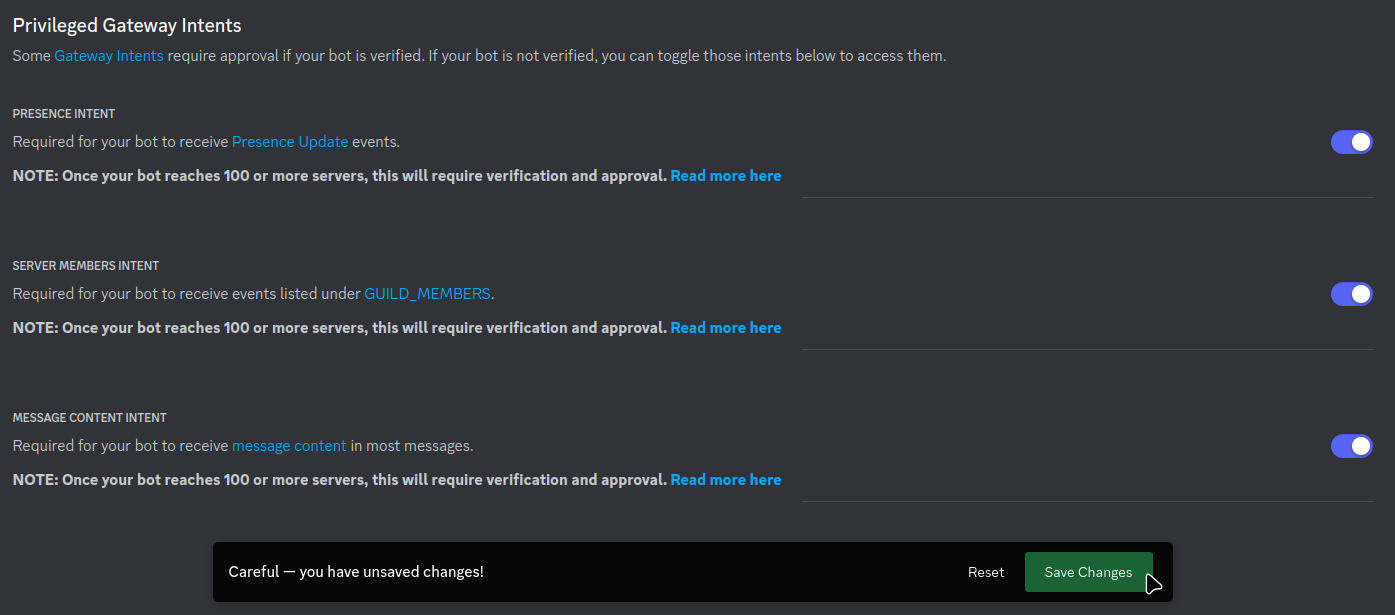 Privileged Gateway Intents
Some Gateway Intents require approval if your bot is verified. If your bot is not verified, you can toggle those intents below to access them.
PRESENCE INTENT
Required for your bot to receive Presence Update events.
NOTE: Once your bot reaches 100 or more servers, this will require verification and approval. Read more here
SERVER MEMBERS INTENT
Required for your bot to receive events listed under GUILD_MEMBERS.
NOTE: Once your bot reaches 100 or more servers, this will require verification and approval. Read more here
MESSAGE CONTENT INTENT
Required for your bot to receive message content in most messages.
NOTE: Once your bot reaches 100 or more servers, this will require verification and approval. Read more here
Careful — you have unsaved changes! Reset Save Changes